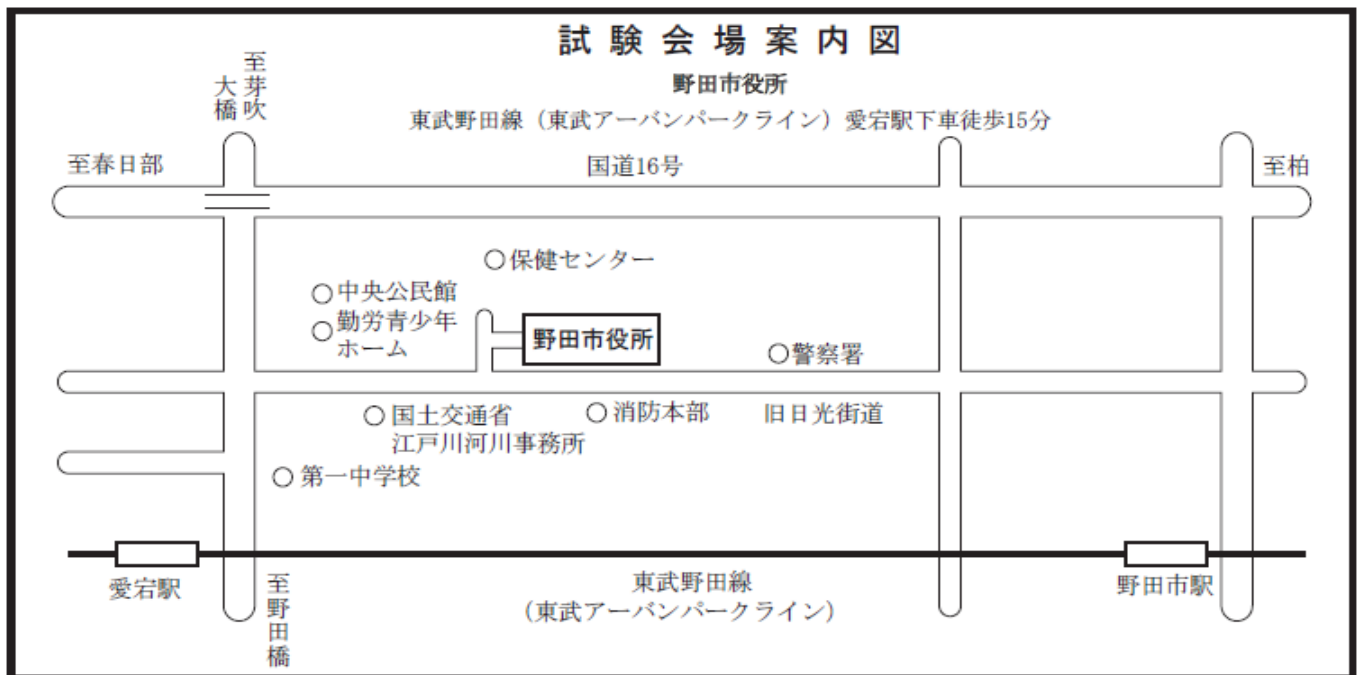 試験会場案内図
野田市役所
東武野田線（東武アーバンパークライン）愛宕駅下車徒歩15分
至芽吹
大橋
至春日部
国道16号
至柏
保健センター
中央公民館
勤労青少年
ホーム
野田市役所
警察署
国土交通省
江戸川河川事務所
消防本部
旧日光街道
第一中学校
愛宕駅
至野田橋
東武野田線
（東武アーバンパークライン）
野田市駅